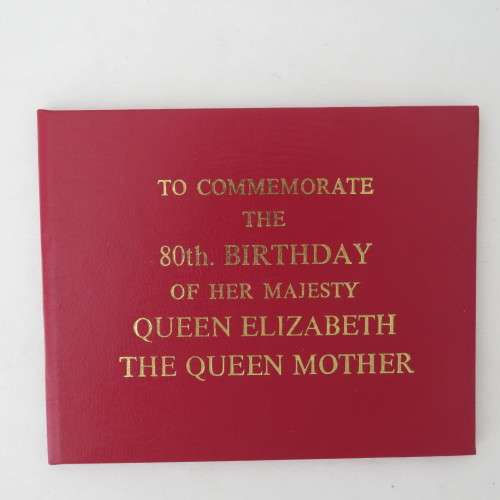 TO COMMEMORATE
THE
80th. BIRTHDAY
OF HER MAJESTY
QUEEN ELIZABETH
THE QUEEN MOTHER